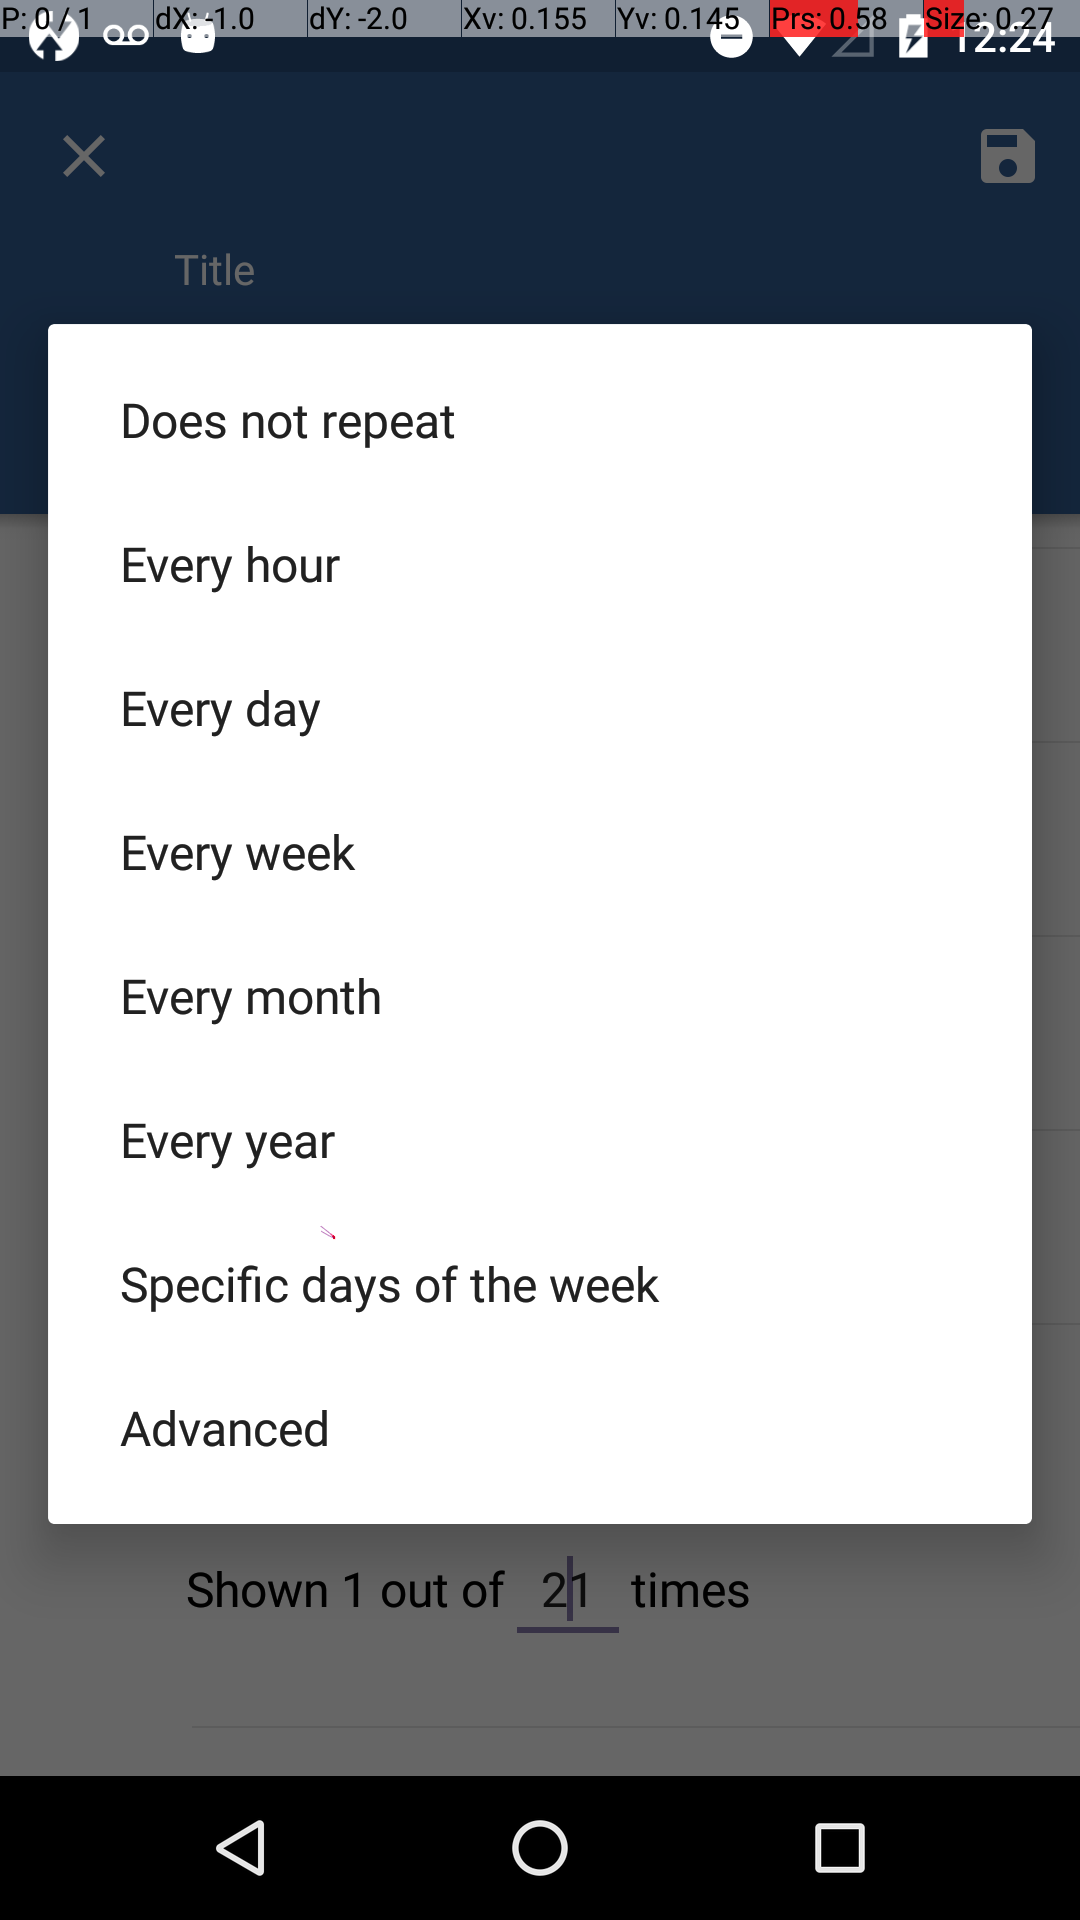 P: 0 / 1 dX: -1.0 dY: -2.0 Xv: 0.155 Yv: 0.145 Prs: 0.58 Size: 0.27
12:24
Title
Does not repeat
Every hour
Every day
Every week
Every month
Every year
Specific days of the week
Advanced
Shown 1 out of 21 times